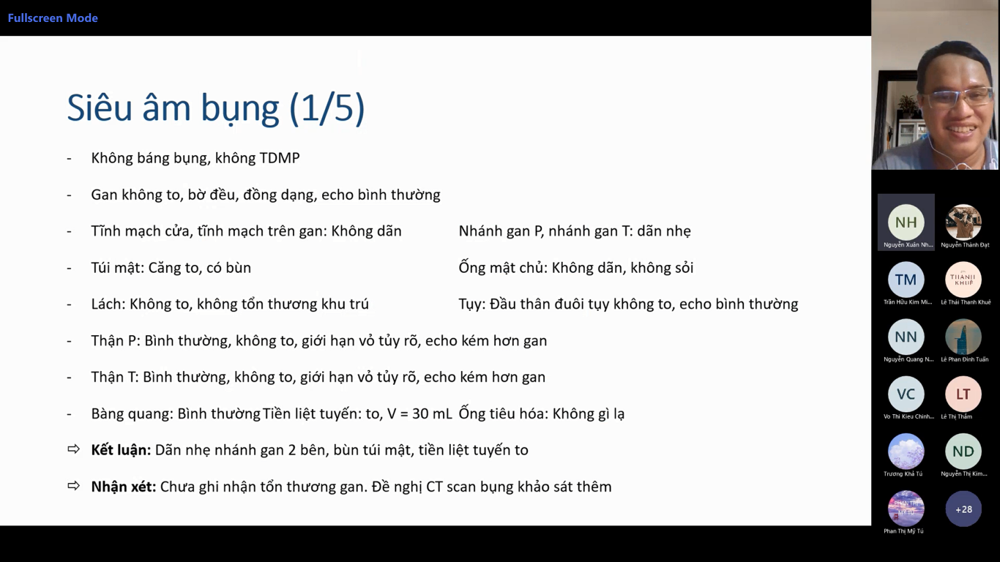 Fullscreen Mode
Siêu âm bụng (1/5)
- Không báng bụng, không TDMP
- Gan không to, bờ đều, đồng dạng, echo bình thường
- Tĩnh mạch cửa, tĩnh mạch trên gan: Không dãn Nhánh gan P, nhánh gan T: dãn nhẹ
- Túi mật: Căng to, có bùn Ống mật chủ: Không dãn, không sỏi
- Lách: Không to, không tổn thương khu trú Tụy: Đầu thân đuôi tụy không to, echo bình thường
- Thận P: Bình thường, không to, giới hạn vỏ tủy rõ, echo kém hơn gan
- Thận T: Bình thường, không to, giới hạn vỏ tủy rõ, echo kém hơn gan
- Bàng quang: Bình thường Tiền liệt tuyến: to, V = 30 mL Ống tiêu hóa: Không gì lạ
⇨ Kết luận: Dãn nhẹ nhánh gan 2 bên, bùn túi mật, tiền liệt tuyến to
⇨ Nhận xét: Chưa ghi nhận tổn thương gan. Đề nghị CT scan bụng khảo sát thêm
NH
Nguyễn Xuân Nh... Nguyễn Thành Đạt
TM THANH KHUÊ
Trần Hữu Kim Mi... Lê Thái Thanh Khuê
NN
Nguyễn Quang N... Lê Phan Đình Tuấn
VC LT
Vo Thi Kieu Chinh... Lê Thị Thắm
ND
Trương Khả Tú Nguyễn Thị Kim...
PHAN THỊ MỸ TÚ +28
Phan Thị Mỹ Tú